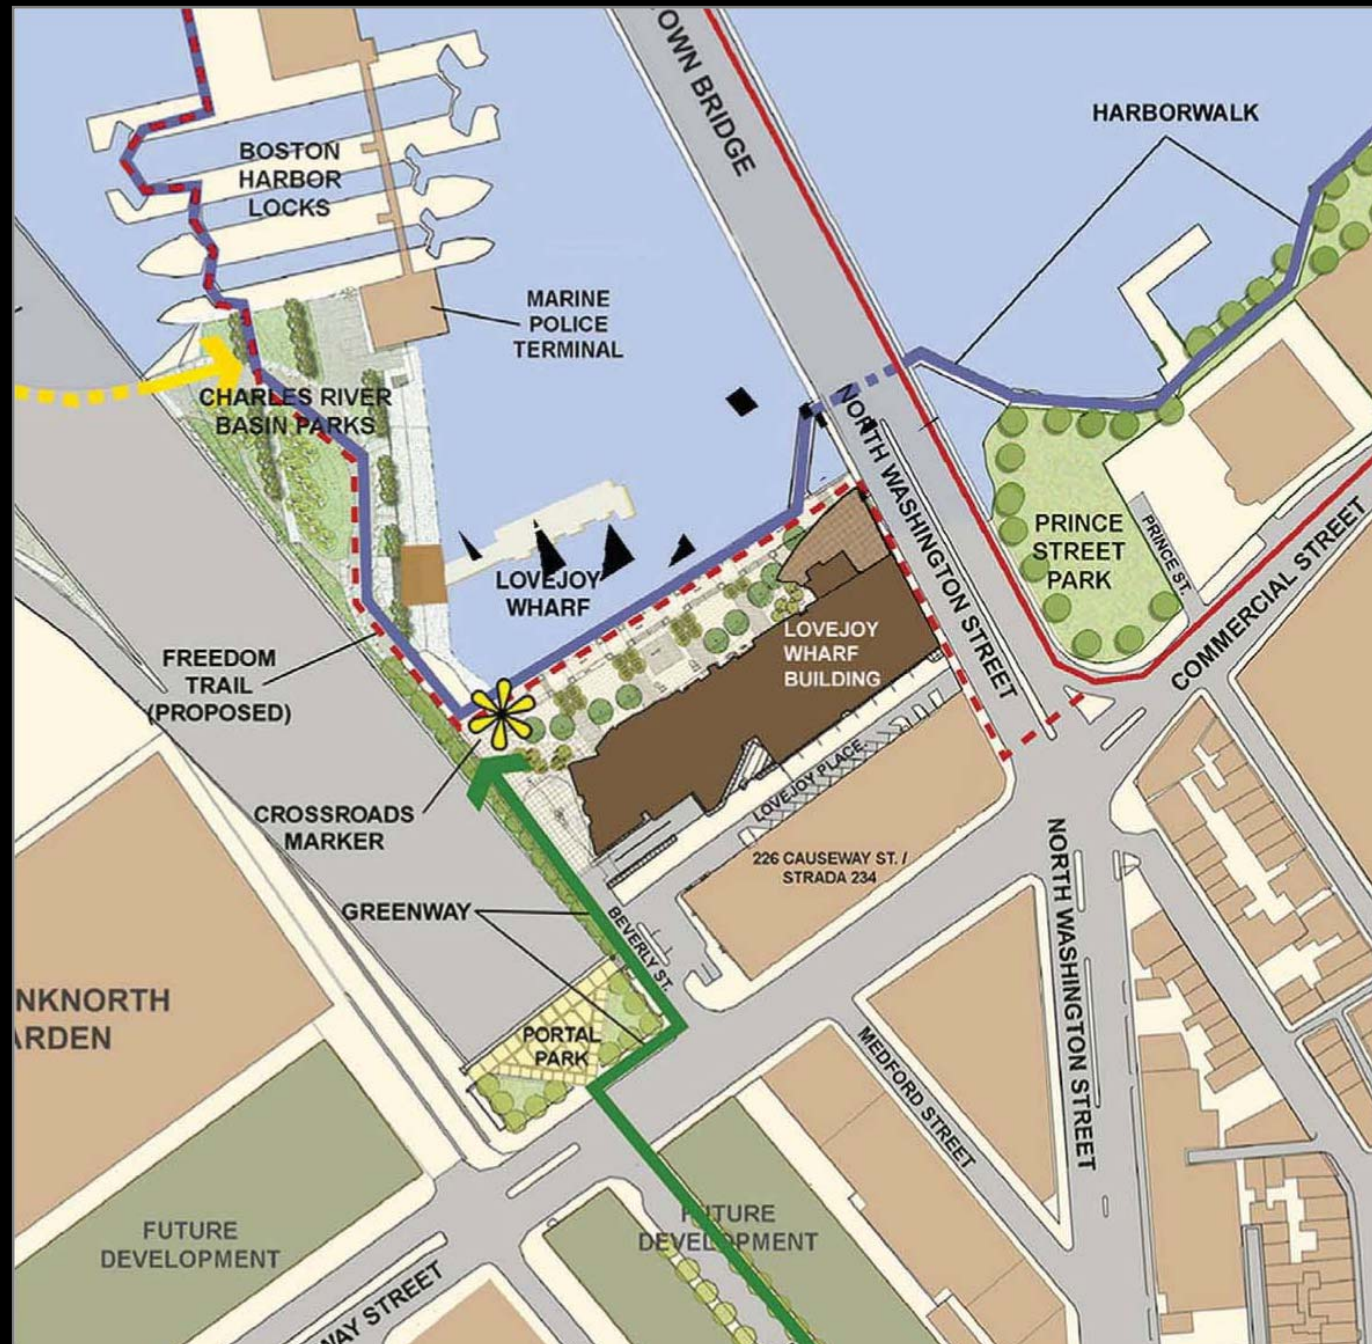 OWN BRIDGE
HARBORWALK
BOSTON
HARBOR
LOCKS
MARINE
POLICE
TERMINAL
CHARLES RIVER
BASIN PARKS
NORTH WASHINGTON STREET
PRINCE
STREET
PARK
PRINCE ST.
COMMERCIAL STREET
LOVEJOY
WHARF
LOVEJOY
WHARF
BUILDING
FREEDOM
TRAIL
(PROPOSED)
LOVEJOY PLACE
CROSSROADS
MARKER
226 CAUSEWAY ST. /
STRADA 234
GREENWAY
BEVERLY ST.
NORTH WASHINGTON STREET
NKNORTH
ARDEN
PORTAL
PARK
MEDFORD STREET
FUTURE
DEVELOPMENT
FUTURE
DEVELOPMENT
WAY STREET